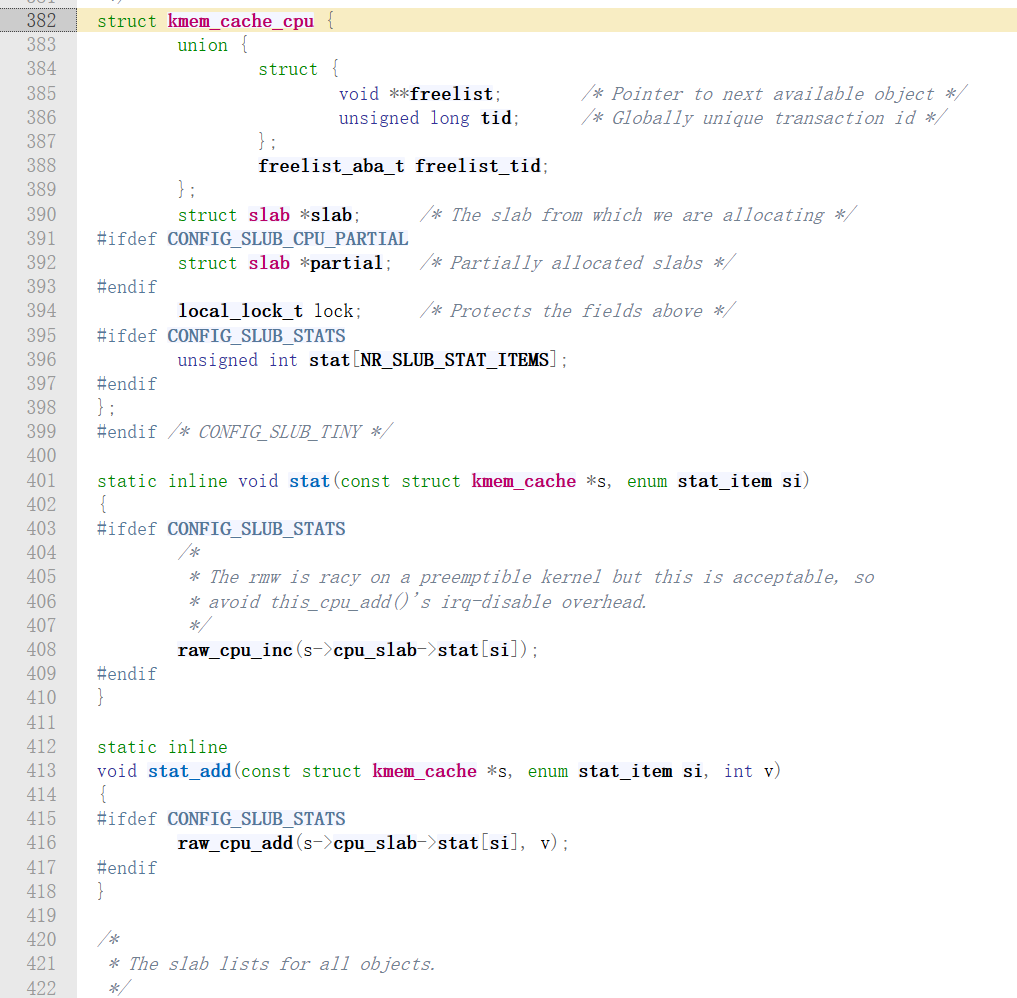 382 struct kmem_cache_cpu {
383 union {
384 struct {
385 void **freelist; /* Pointer to next available object */
386 unsigned long tid; /* Globally unique transaction id */
387 };
388 freelist_aba_t freelist_tid;
389 };
390 struct slab *slab; /* The slab from which we are allocating */
391 #ifdef CONFIG_SLUB_CPU_PARTIAL
392 struct slab *partial; /* Partially allocated slabs */
393 #endif
394 local_lock_t lock; /* Protects the fields above */
395 #ifdef CONFIG_SLUB_STATS
396 unsigned int stat[NR_SLUB_STAT_ITEMS];
397 #endif
398 };
399 #endif /* CONFIG_SLUB_TINY */
400
401 static inline void stat(const struct kmem_cache *s, enum stat_item si)
402 {
403 #ifdef CONFIG_SLUB_STATS
404 /*
405 * The rmw is racy on a preemptible kernel but this is acceptable, so
406 * avoid this_cpu_add()'s irq-disable overhead.
407 */
408 raw_cpu_inc(s->cpu_slab->stat[si]);
409 #endif
410 }
411
412 static inline
413 void stat_add(const struct kmem_cache *s, enum stat_item si, int v)
414 {
415 #ifdef CONFIG_SLUB_STATS
416 raw_cpu_add(s->cpu_slab->stat[si], v);
417 #endif
418 }
419
420 /*
421 * The slab lists for all objects.
422 */